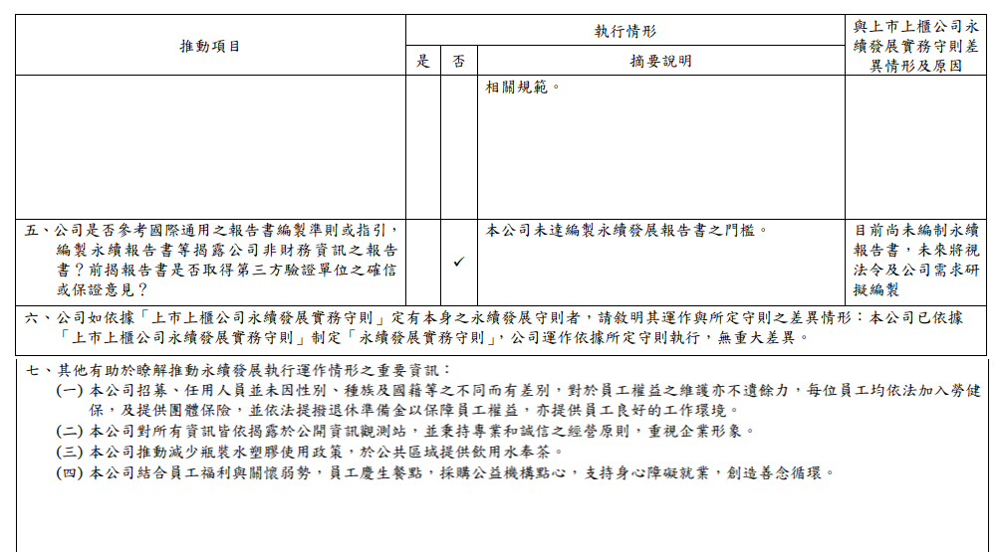 推動項目
執行情形
與上市上櫃公司永
續發展實務守則差
異情形及原因
是
否
摘要說明
相關規範。
五、公司是否參考國際通用之報告書編製準則或指引，
編製永續報告書等揭露公司非財務資訊之報告
書？前揭報告書是否取得第三方驗證單位之確信
或保證意見？
✓
本公司未達編製永續發展報告書之門檻。
目前尚未編制永續
報告書，未來將視
法令及公司需求研
擬編製
六、公司如依據「上市上櫃公司永續發展實務守則」定有本身之永續發展守則者，請敘明其運作與所定守則之差異情形：本公司已依據
「上市上櫃公司永續發展實務守則」制定「永續發展實務守則」，公司運作依據所定守則執行，無重大差異。
七、其他有助於瞭解推動永續發展執行運作情形之重要資訊：
(一) 本公司招募、任用人員並未因性別、種族及國籍等之不同而有差別，對於員工權益之維護亦不遺餘力，每位員工均依法加入勞健
保，及提供團體保險，並依法提撥退休準備金以保障員工權益，亦提供員工良好的工作環境。
(二) 本公司對所有資訊皆依揭露於公開資訊觀測站，並秉持專業和誠信之經營原則，重視企業形象。
(三) 本公司推動減少瓶裝水塑膠使用政策，於公共區域提供飲用水奉茶。
(四) 本公司結合員工福利與關懷弱勢，員工慶生餐點，採購公益機構點心，支持身心障礙就業，創造善念循環。